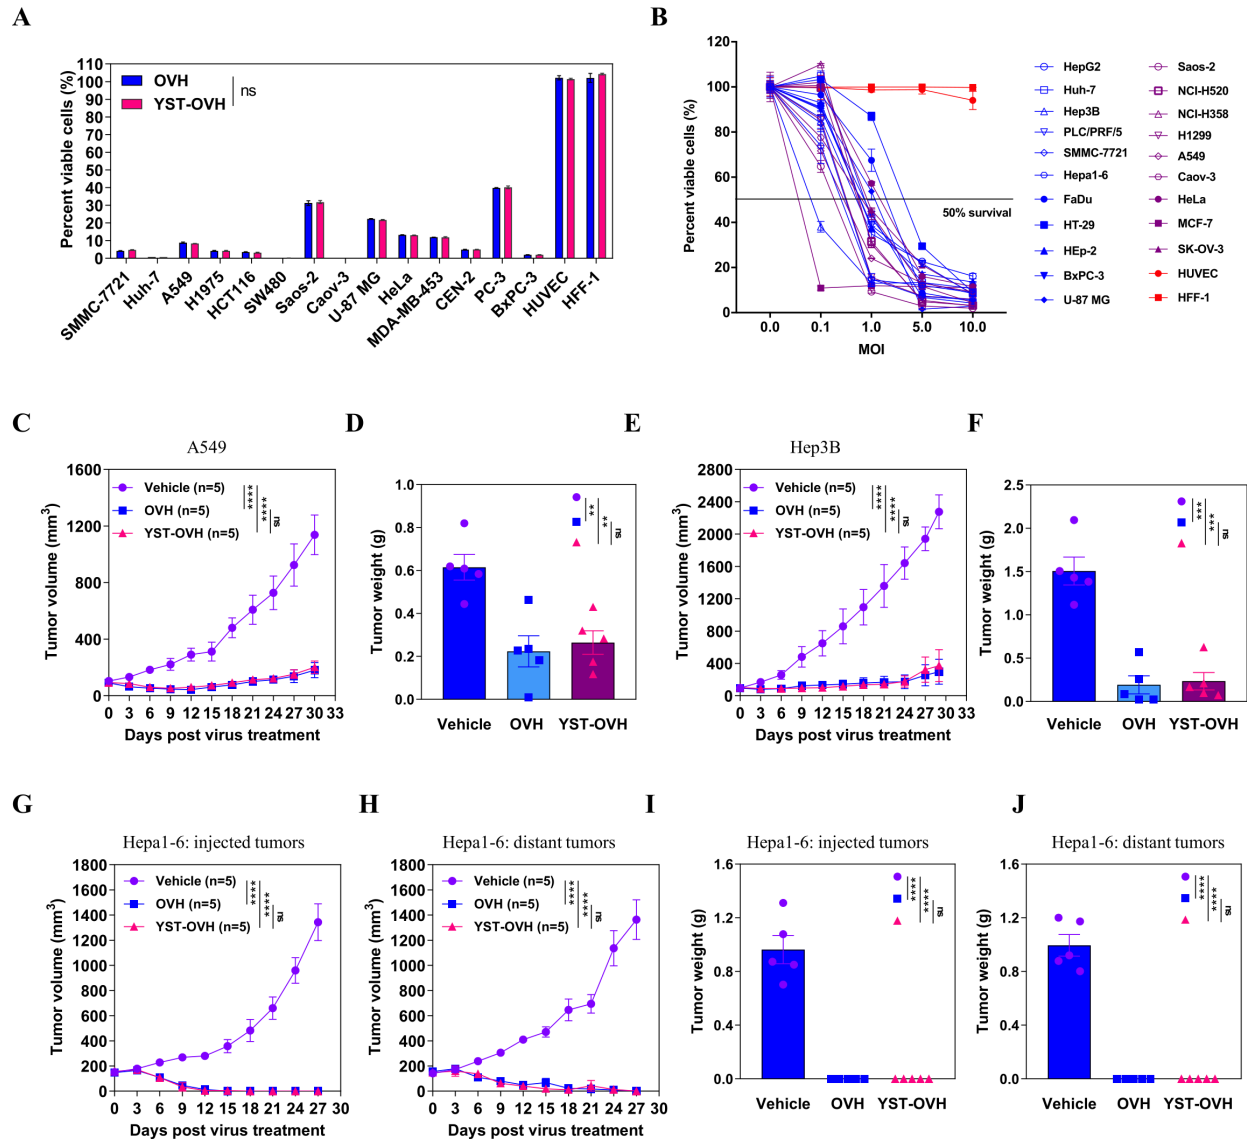 A
Percent viable cells (%)
110
100
90
80
70
60
50
40
30
20
10
0
OVH
YST-OVH
ns
SMMC-7721
Huh-7
A549
H1975
HCT116
SW480
Saos-2
Caov-3
U-87 MG
HeLa
MDA-MB-453
CEN-2
PC-3
BxPC-3
HUVEC
HFF-1
B
Percent viable cells (%)
120
100
80
60
40
20
0
50% survival
0.0 0.1 1.0 5.0 10.0
MOI
HepG2
Huh-7
Hep3B
PLC/PRF/5
SMMC-7721
Hepa1-6
FaDu
HT-29
HEp-2
BxPC-3
U-87 MG
Saos-2
NCI-H520
NCI-H358
H1299
A549
Caov-3
HeLa
MCF-7
SK-OV-3
HUVEC
HFF-1
C
A549
Tumor volume (mm3)
1600
1200
800
400
0
Vehicle (n=5)
OVH (n=5)
YST-OVH (n=5)
****
****
ns
0 3 6 9 12 15 18 21 24 27 30 33
Days post virus treatment
D
Tumor weight (g)
1.0
0.8
0.6
0.4
0.2
0.0
**
**
ns
Vehicle OVH YST-OVH
E
Hep3B
Tumor volume (mm3)
2800
2400
2000
1600
1200
800
400
0
Vehicle (n=5)
OVH (n=5)
YST-OVH (n=5)
****
****
ns
0 3 6 9 12 15 18 21 24 27 30 33
Days post virus treatment
F
Tumor weight (g)
2.5
2.0
1.5
1.0
0.5
0.0
***
***
ns
Vehicle OVH YST-OVH
G
Hepa1-6: injected tumors
Tumor volume (mm3)
1800
1600
1400
1200
1000
800
600
400
200
0
Vehicle (n=5)
OVH (n=5)
YST-OVH (n=5)
****
****
ns
0 3 6 9 12 15 18 21 24 27 30
Days post virus treatment
H
Hepa1-6: distant tumors
Tumor volume (mm3)
1800
1600
1400
1200
1000
800
600
400
200
0
Vehicle (n=5)
OVH (n=5)
YST-OVH (n=5)
****
****
ns
0 3 6 9 12 15 18 21 24 27 30
Days post virus treatment
I
Hepa1-6: injected tumors
Tumor weight (g)
1.6
1.2
0.8
0.4
0.0
****
****
ns
Vehicle OVH YST-OVH
J
Hepa1-6: distant tumors
Tumor weight (g)
1.6
1.2
0.8
0.4
0.0
****
****
ns
Vehicle OVH YST-OVH